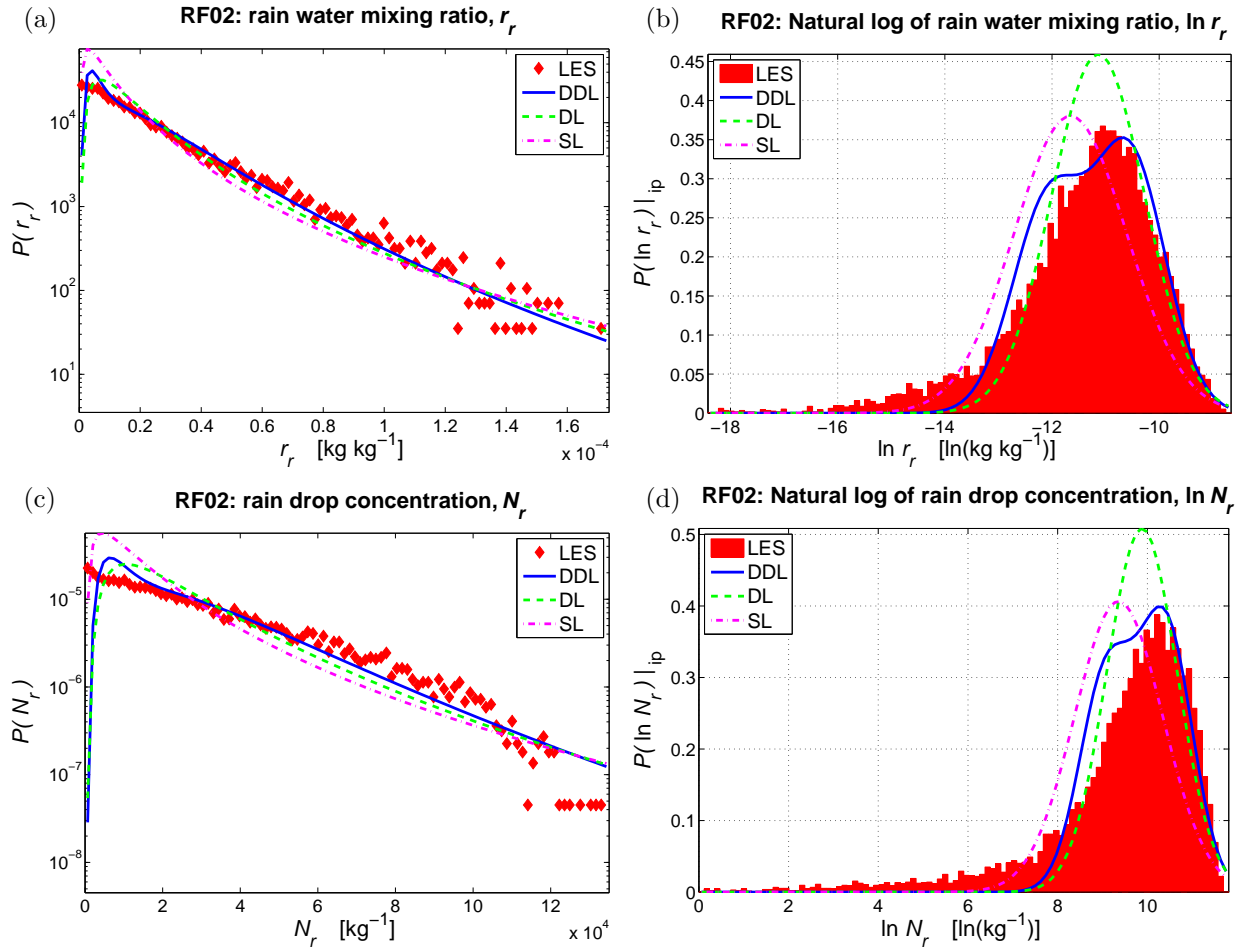 (a)
RF02: rain water mixing ratio, r_r
P( r_r )
10^4
10^3
10^2
10^1
LES
DDL
DL
SL
0 0.2 0.4 0.6 0.8 1 1.2 1.4 1.6
r_r [kg kg^−1]
x 10^−4
(b)
RF02: Natural log of rain water mixing ratio, ln r_r
P( ln r_r ) |_ip
0.45
0.4
0.35
0.3
0.25
0.2
0.15
0.1
0.05
0
LES
DDL
DL
SL
−18 −16 −14 −12 −10
ln r_r [ln(kg kg^−1)]
(c)
RF02: rain drop concentration, N_r
P( N_r )
10^−5
10^−6
10^−7
10^−8
LES
DDL
DL
SL
0 2 4 6 8 10 12
N_r [kg^−1]
x 10^4
(d)
RF02: Natural log of rain drop concentration, ln N_r
P( ln N_r ) |_ip
0.5
0.4
0.3
0.2
0.1
0
LES
DDL
DL
SL
0 2 4 6 8 10
ln N_r [ln(kg^−1)]